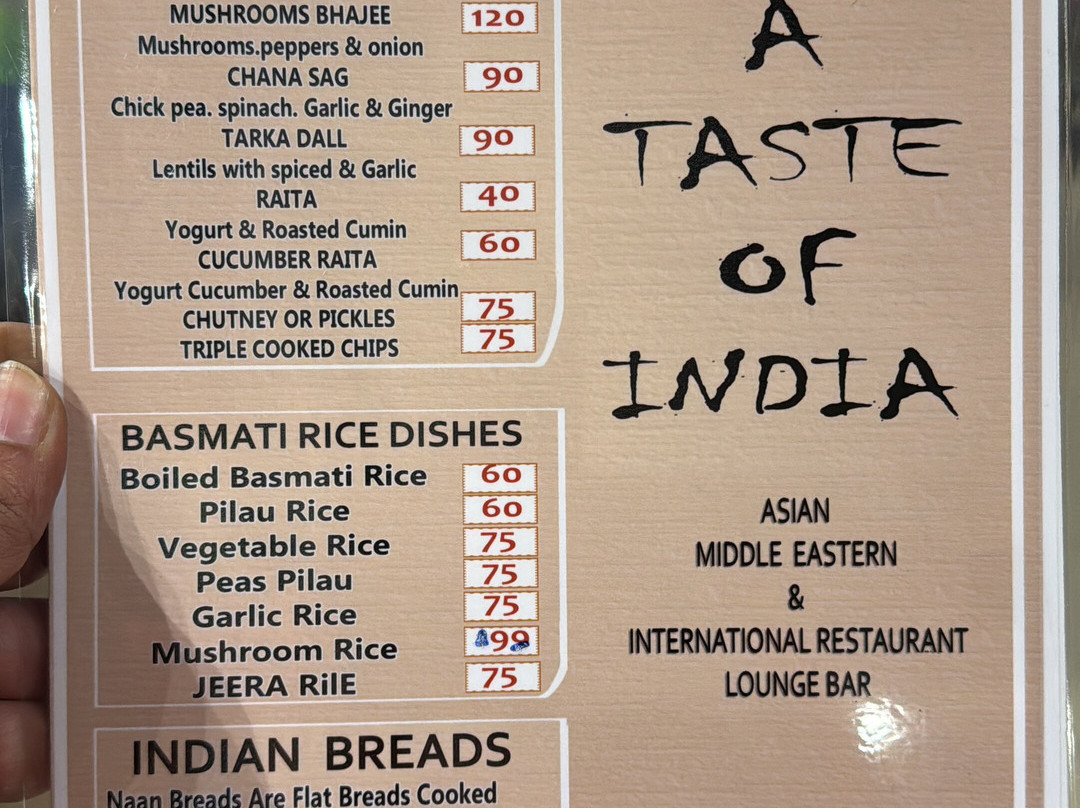 MUSHROOMS BHAJEE 120
Mushrooms.peppers & onion
CHANA SAG 90
Chick pea. spinach. Garlic & Ginger
TARKA DALL 90
Lentils with spiced & Garlic
RAITA 40
Yogurt & Roasted Cumin
CUCUMBER RAITA 60
Yogurt Cucumber & Roasted Cumin
CHUTNEY OR PICKLES 75
TRIPLE COOKED CHIPS 75
BASMATI RICE DISHES
Boiled Basmati Rice 60
Pilau Rice 60
Vegetable Rice 75
Peas Pilau 75
Garlic Rice 75
Mushroom Rice 99
JEERA RilE 75
INDIAN BREADS
Naan Breads Are Flat Breads Cooked
A
TASTE
OF
INDIA
ASIAN
MIDDLE EASTERN
&
INTERNATIONAL RESTAURANT
LOUNGE BAR